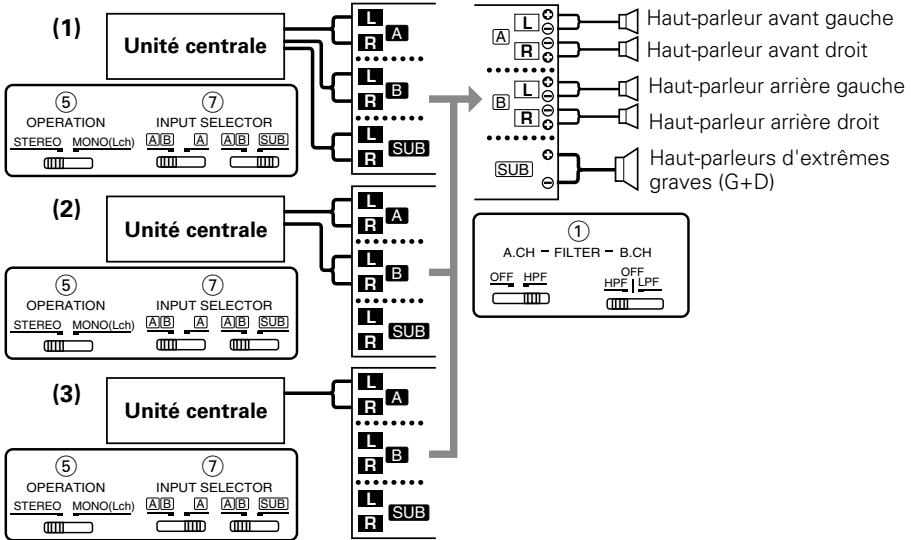 (1)
Unité centrale
L
R A
L
R B
L
R SUB
⑤ ⑦
OPERATION INPUT SELECTOR
STEREO MONO(Lch) A B A A B SUB
(2)
Unité centrale
L
R A
L
R B
L
R SUB
⑤ ⑦
OPERATION INPUT SELECTOR
STEREO MONO(Lch) A B A A B SUB
(3)
Unité centrale
L
R A
L
R B
L
R SUB
⑤ ⑦
OPERATION INPUT SELECTOR
STEREO MONO(Lch) A B A A B SUB
A L ⊕ ⊖ Haut-parleur avant gauche
R ⊖ ⊕ Haut-parleur avant droit
B L ⊕ ⊖ Haut-parleur arrière gauche
R ⊖ ⊕ Haut-parleur arrière droit
SUB ⊕ ⊖ Haut-parleurs d'extrêmes
graves (G+D)
①
A.CH – FILTER – B.CH
OFF HPF HPF OFF LPF